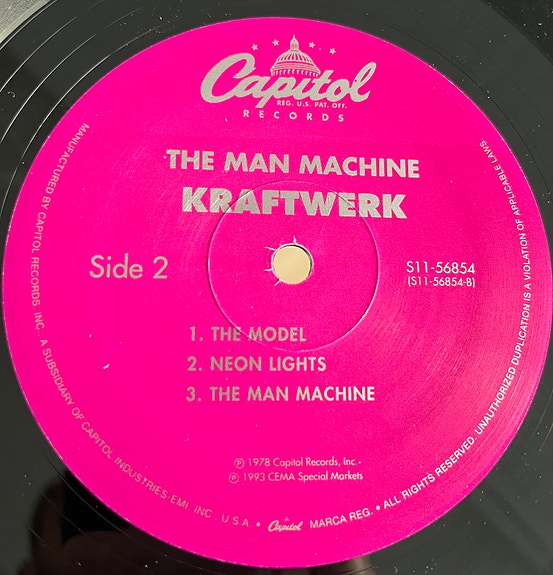 Capitol
REG. U.S. PAT. OFF.
RECORDS
THE MAN MACHINE
KRAFTWERK
Side 2
S11-56854
(S11-56854-B)
1. THE MODEL
2. NEON LIGHTS
3. THE MAN MACHINE
℗ 1978 Capitol Records, Inc.
℗ 1993 CEMA Special Markets
MANUFACTURED BY CAPITOL RECORDS, INC. A SUBSIDIARY OF CAPITOL INDUSTRIES-EMI, INC., U.S.A. • Capitol MARCA REG. • ALL RIGHTS RESERVED. UNAUTHORIZED DUPLICATION IS A VIOLATION OF APPLICABLE LAWS